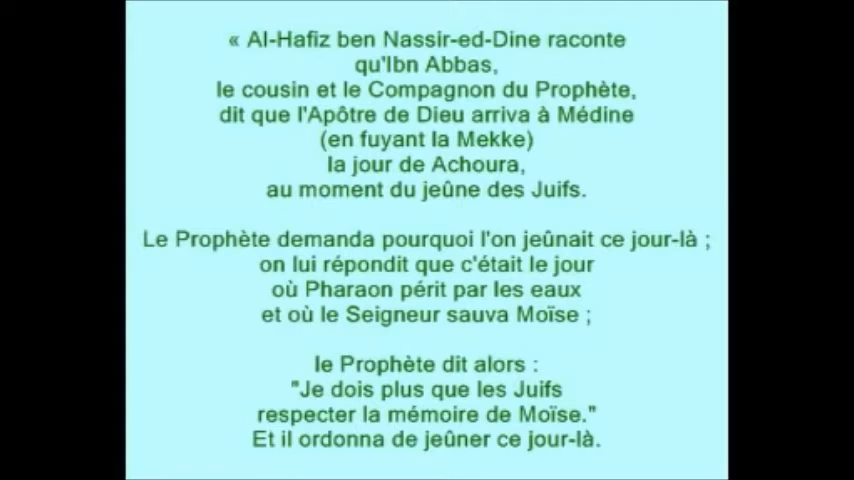 « Al-Hafiz ben Nassir-ed-Dine raconte
qu'Ibn Abbas,
le cousin et le Compagnon du Prophète,
dit que l'Apôtre de Dieu arriva à Médine
(en fuyant la Mekke)
la jour de Achoura,
au moment du jeûne des Juifs.
Le Prophète demanda pourquoi l'on jeûnait ce jour-là ;
on lui répondit que c'était le jour
où Pharaon périt par les eaux
et où le Seigneur sauva Moïse ;
le Prophète dit alors :
"Je dois plus que les Juifs
respecter la mémoire de Moïse."
Et il ordonna de jeûner ce jour-là.